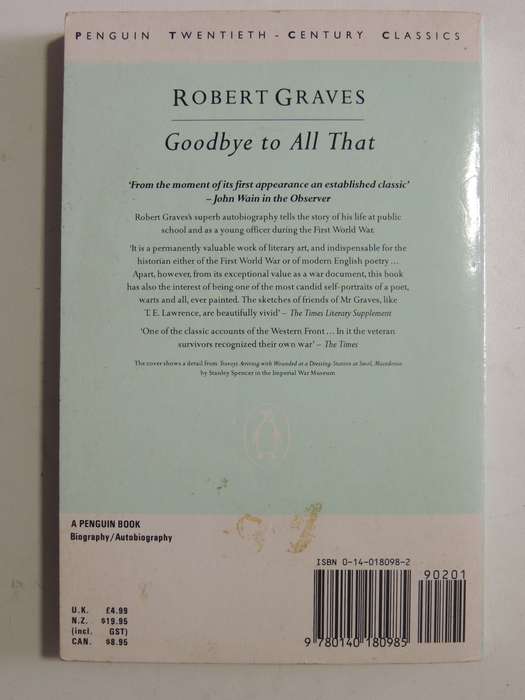 PENGUIN TWENTIETH-CENTURY CLASSICS
ROBERT GRAVES
Goodbye to All That
‘From the moment of its first appearance an established classic’
– John Wain in the Observer
Robert Graves's superb autobiography tells the story of his life at public
school and as a young officer during the First World War.
‘It is a permanently valuable work of literary art, and indispensable for the
historian either of the First World War or of modern English poetry ...
Apart, however, from its exceptional value as a war document, this book
has also the interest of being one of the most candid self-portraits of a poet,
warts and all, ever painted. The sketches of friends of Mr Graves, like
T. E. Lawrence, are beautifully vivid’ – The Times Literary Supplement
‘One of the classic accounts of the Western Front ... In it the veteran
survivors recognized their own war’ – The Times
The cover shows a detail from Travoys Arriving with Wounded at a Dressing-Station at Smol, Macedonia
by Stanley Spencer in the Imperial War Museum
A PENGUIN BOOK
Biography/Autobiography
ISBN 0-14-018098-2
90201
U.K. £4.99
N.Z. $19.95
(incl. GST)
CAN. $8.95
9 780140 180985